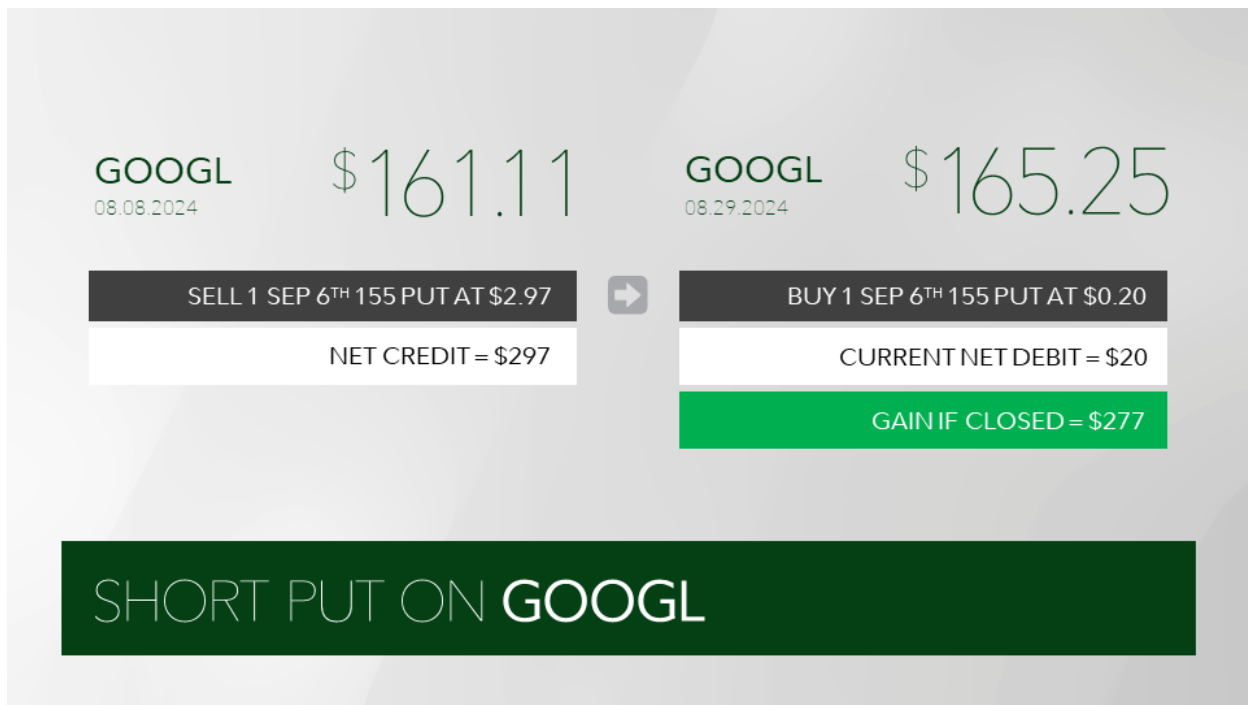 GOOGL
08.08.2024
$161.11
SELL 1 SEP 6TH 155 PUT AT $2.97
NET CREDIT = $297
GOOGL
08.29.2024
$165.25
BUY 1 SEP 6TH 155 PUT AT $0.20
CURRENT NET DEBIT = $20
GAIN IF CLOSED = $277
SHORT PUT ON GOOGL